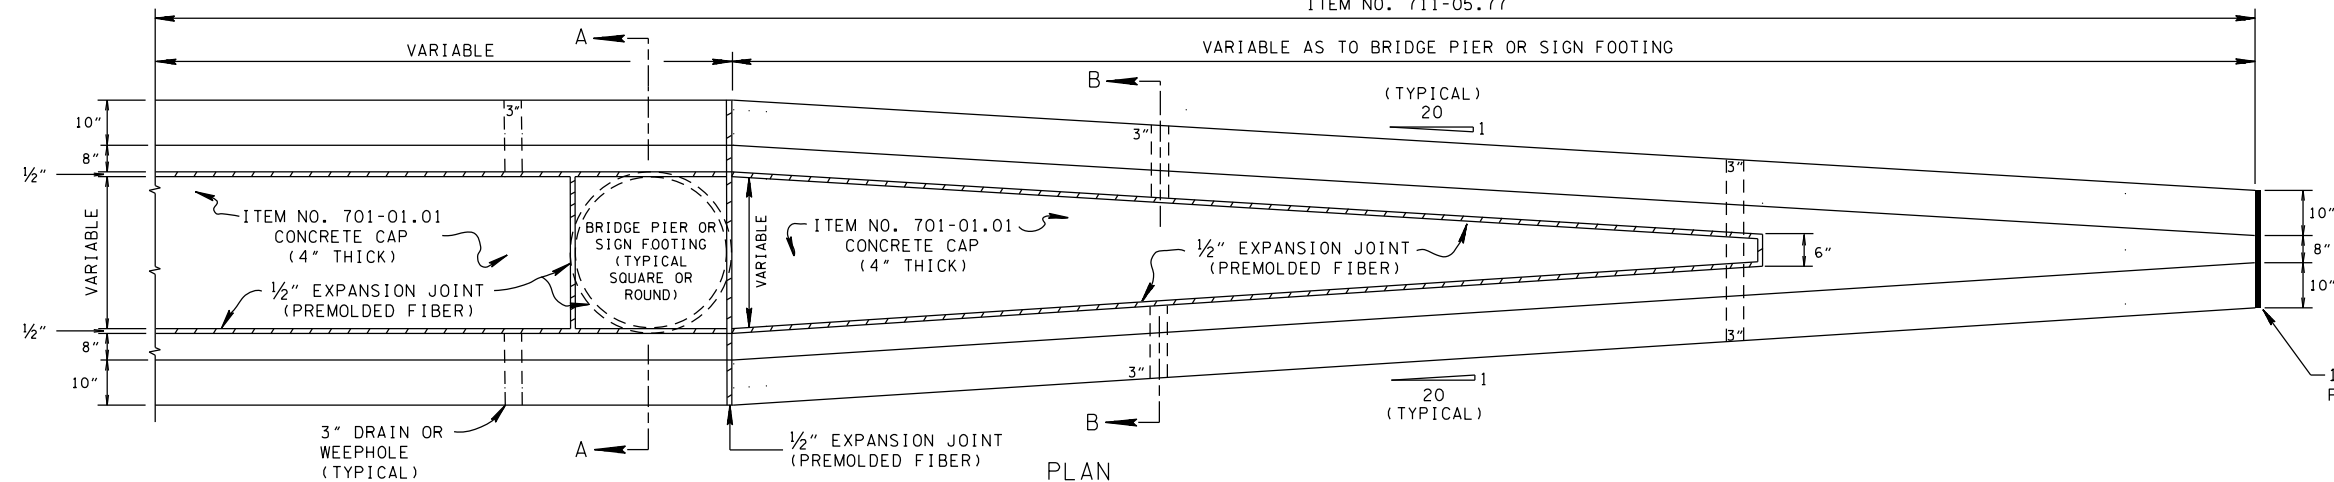 ITEM NO. 711-05.77
VARIABLE
VARIABLE AS TO BRIDGE PIER OR SIGN FOOTING
A
B
(TYPICAL)
20
1
10"
8"
½"
VARIABLE
½"
8"
10"
3"
3"
3"
ITEM NO. 701-01.01
CONCRETE CAP
(4" THICK)
½" EXPANSION JOINT
(PREMOLDED FIBER)
BRIDGE PIER OR
SIGN FOOTING
(TYPICAL
SQUARE OR
ROUND)
VARIABLE
ITEM NO. 701-01.01
CONCRETE CAP
(4" THICK)
½" EXPANSION JOINT
(PREMOLDED FIBER)
6"
10"
8"
10"
3"
3"
1
20
(TYPICAL)
B
A
3" DRAIN OR
WEEPHOLE
(TYPICAL)
½" EXPANSION JOINT
(PREMOLDED FIBER)
PLAN